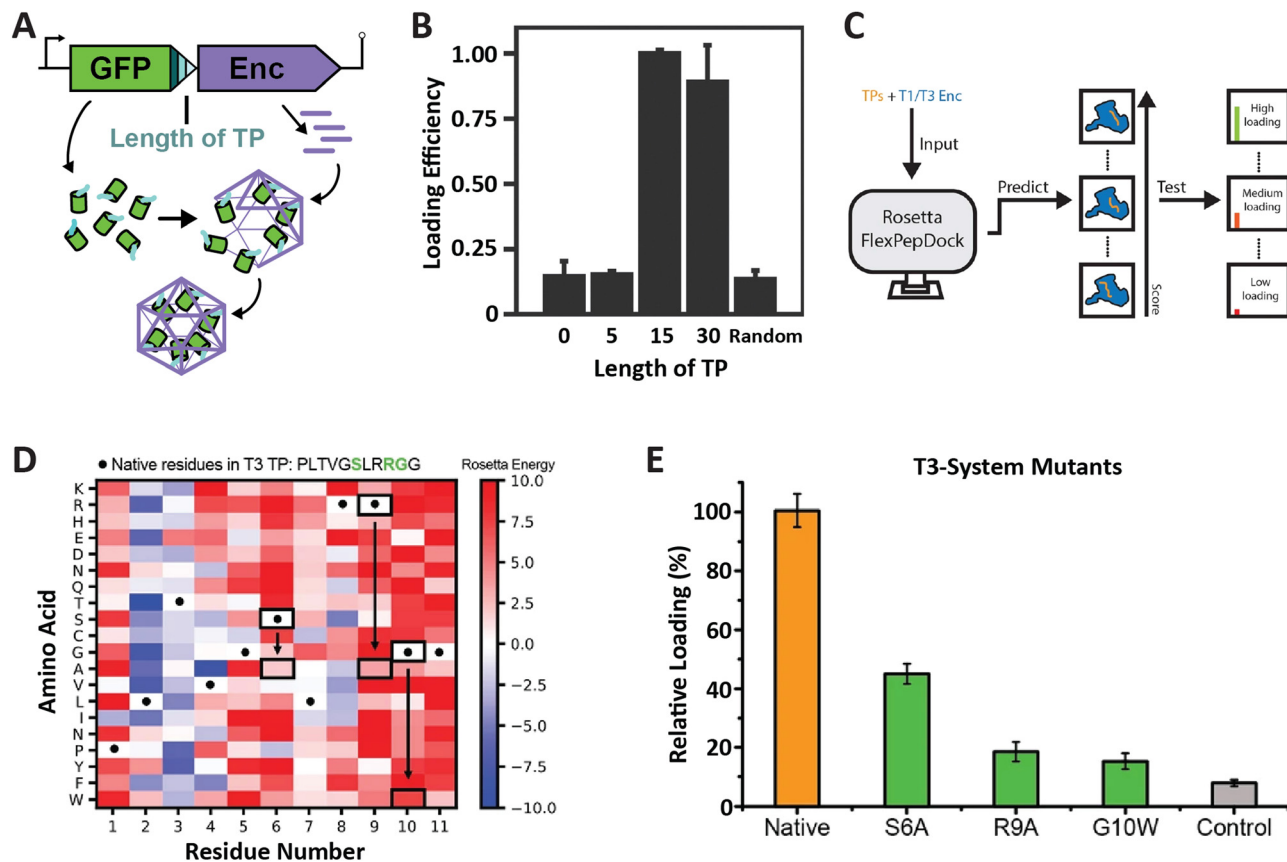 A
GFP
Enc
Length of TP
B
Loading Efficiency
1.00
0.75
0.50
0.25
0
0 5 15 30 Random
Length of TP
C
TPs + T1/T3 Enc
Input
Rosetta
FlexPepDock
Predict
Score
Test
High
loading
Medium
loading
Low
loading
D
Native residues in T3 TP: PLTVGSLRRGG
Rosetta Energy
Amino Acid
K
R
H
E
D
N
Q
T
S
C
G
A
V
L
I
N
P
Y
F
W
1 2 3 4 5 6 7 8 9 10 11
Residue Number
10.0
7.5
5.0
2.5
0.0
−2.5
−5.0
−7.5
−10.0
E
T3-System Mutants
Relative Loading (%)
100
80
60
40
20
0
Native S6A R9A G10W Control